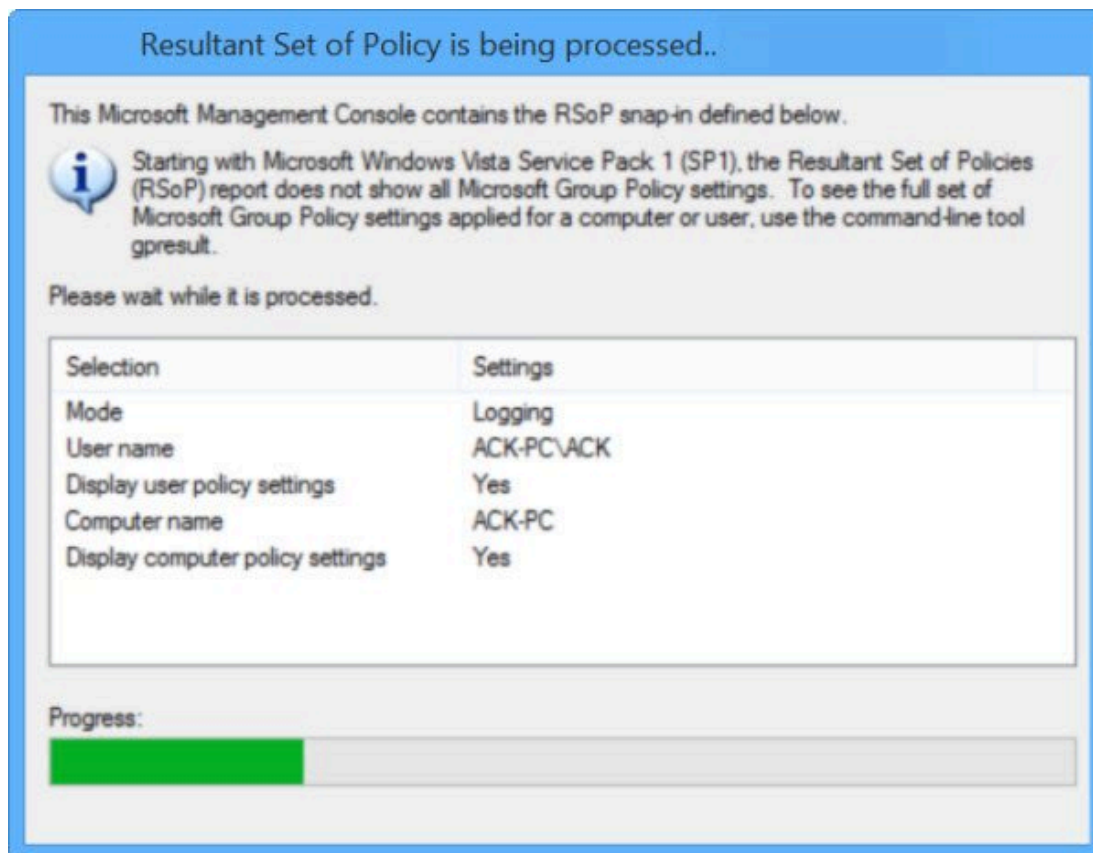 Resultant Set of Policy is being processed..
This Microsoft Management Console contains the RSoP snap-in defined below.
Starting with Microsoft Windows Vista Service Pack 1 (SP1), the Resultant Set of Policies
(RSoP) report does not show all Microsoft Group Policy settings.  To see the full set of
Microsoft Group Policy settings applied for a computer or user, use the command-line tool
gpresult.
Please wait while it is processed.
Selection Settings
Mode Logging
User name ACK-PC\ACK
Display user policy settings Yes
Computer name ACK-PC
Display computer policy settings Yes
Progress: